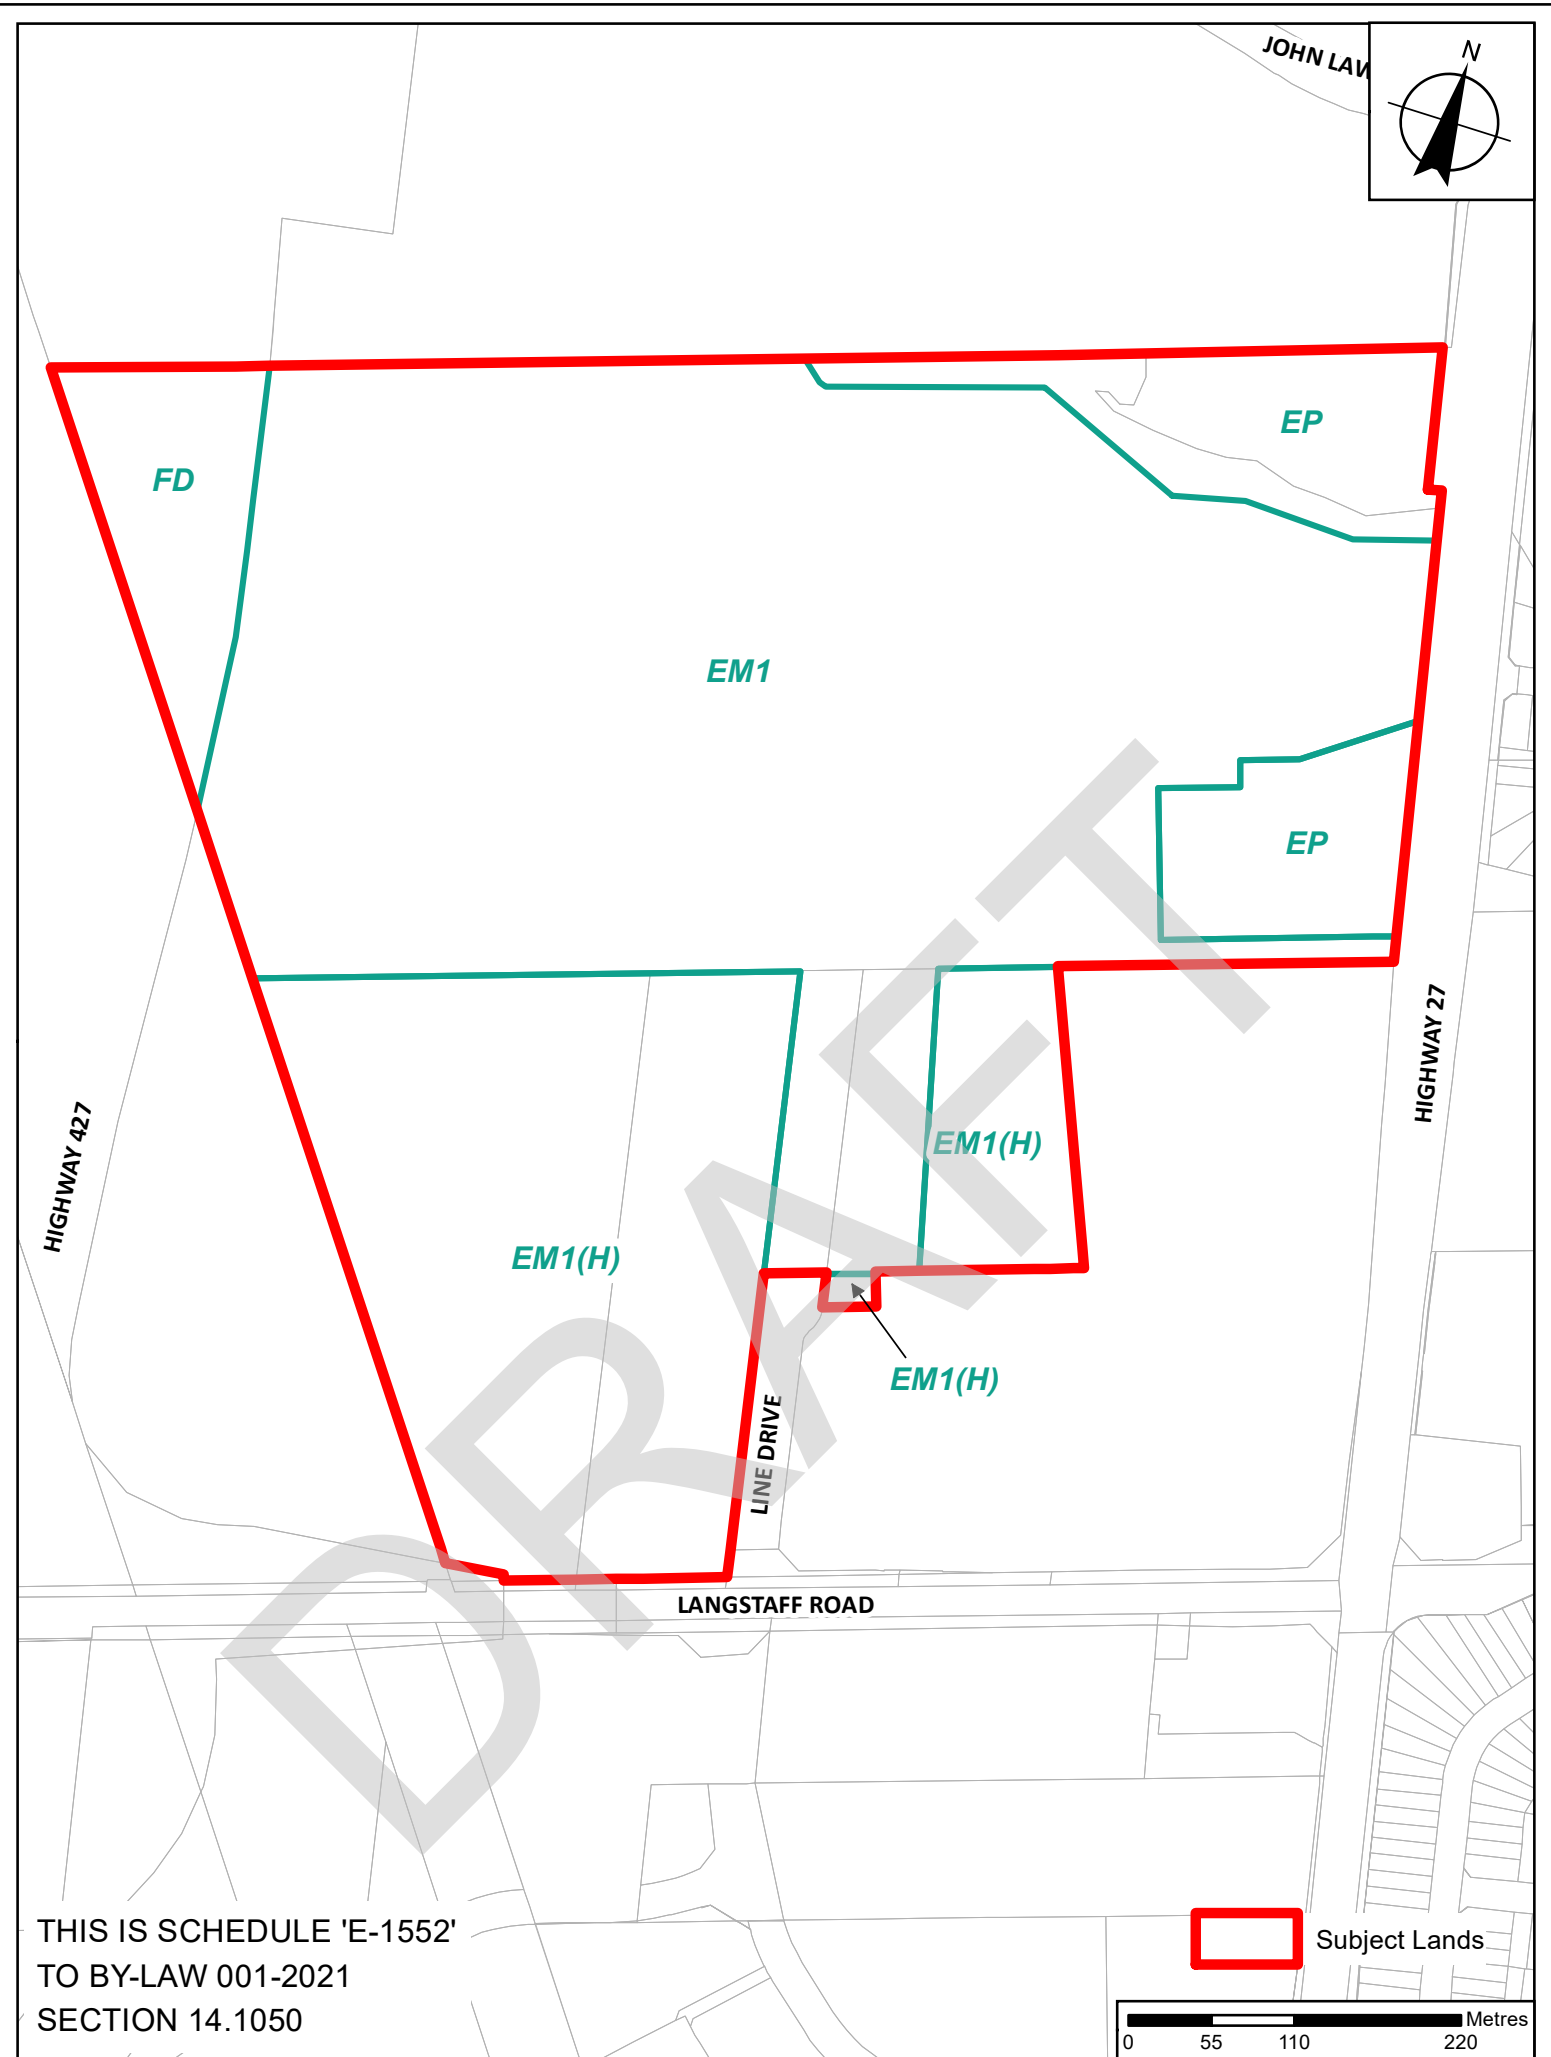 JOHN LAW
N
EP
FD
EM1
EP
HIGHWAY 27
HIGHWAY 427
EM1(H)
EM1(H)
EM1(H)
LINE DRIVE
LANGSTAFF ROAD
DRAFT
THIS IS SCHEDULE 'E-1552'
TO BY-LAW 001-2021
SECTION 14.1050
Subject Lands
Metres
0 55 110 220